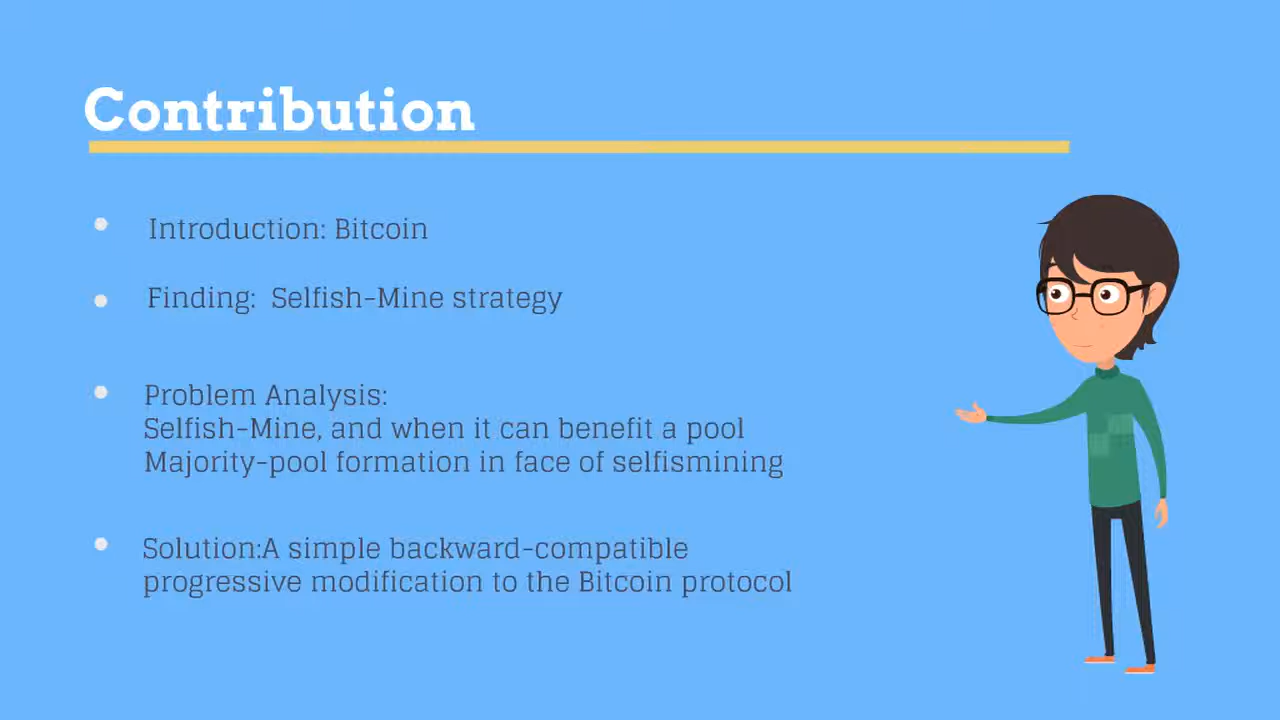 Contribution
Introduction: Bitcoin
Finding: Selfish-Mine strategy
Problem Analysis:
Selfish-Mine, and when it can benefit a pool
Majority-pool formation in face of selfismining
Solution:A simple backward-compatible
progressive modification to the Bitcoin protocol